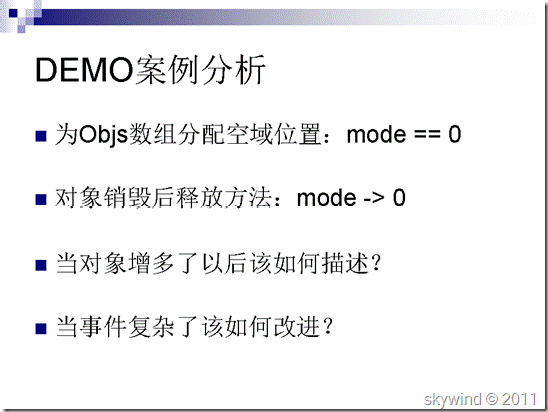 DEMO案例分析
为Objs数组分配空域位置：mode == 0
对象销毁后释放方法：mode -> 0
当对象增多了以后该如何描述？
当事件复杂了该如何改进？
skywind © 2011